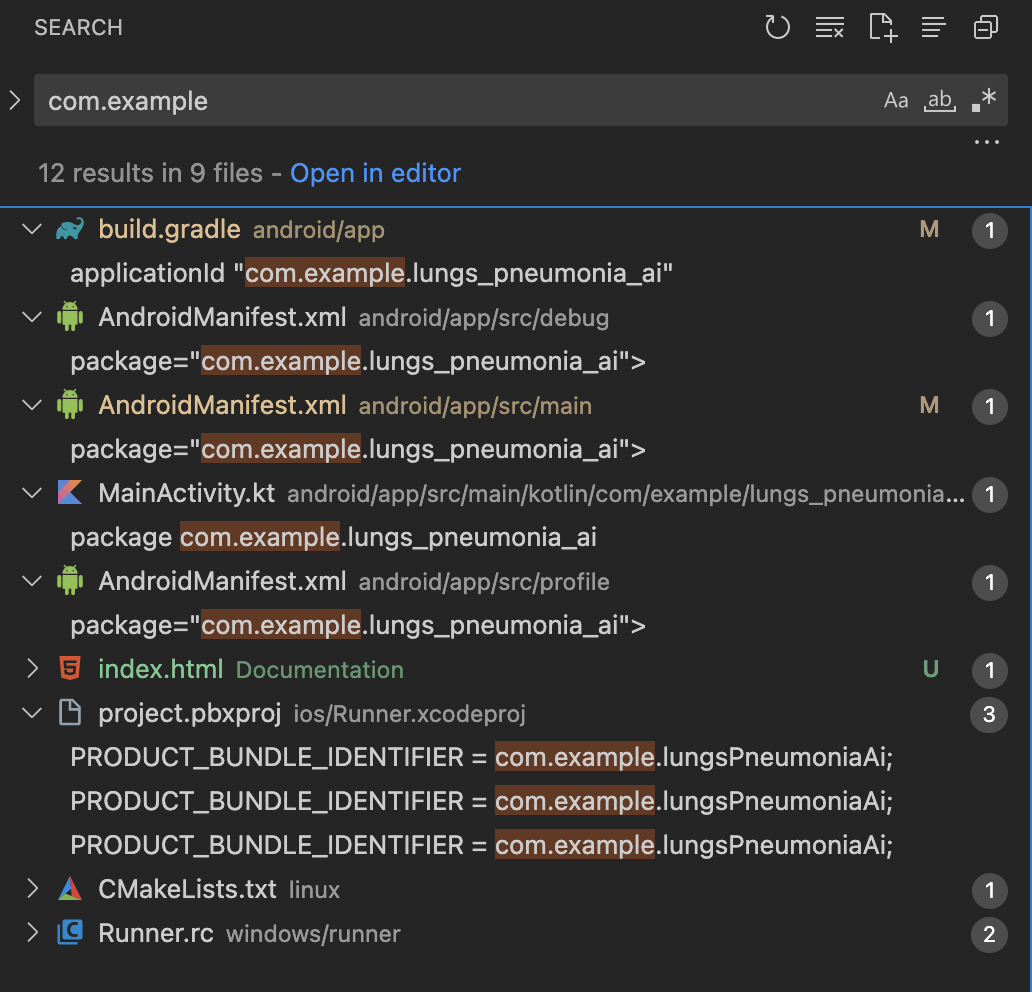 SEARCH
com.example
Aa ab .*
...
12 results in 9 files - Open in editor
build.gradle android/app M 1
applicationId "com.example.lungs_pneumonia_ai"
AndroidManifest.xml android/app/src/debug 1
package="com.example.lungs_pneumonia_ai">
AndroidManifest.xml android/app/src/main M 1
package="com.example.lungs_pneumonia_ai">
MainActivity.kt android/app/src/main/kotlin/com/example/lungs_pneumonia... 1
package com.example.lungs_pneumonia_ai
AndroidManifest.xml android/app/src/profile 1
package="com.example.lungs_pneumonia_ai">
index.html Documentation U 1
project.pbxproj ios/Runner.xcodeproj 3
PRODUCT_BUNDLE_IDENTIFIER = com.example.lungsPneumoniaAi;
PRODUCT_BUNDLE_IDENTIFIER = com.example.lungsPneumoniaAi;
PRODUCT_BUNDLE_IDENTIFIER = com.example.lungsPneumoniaAi;
CMakeLists.txt linux 1
Runner.rc windows/runner 2